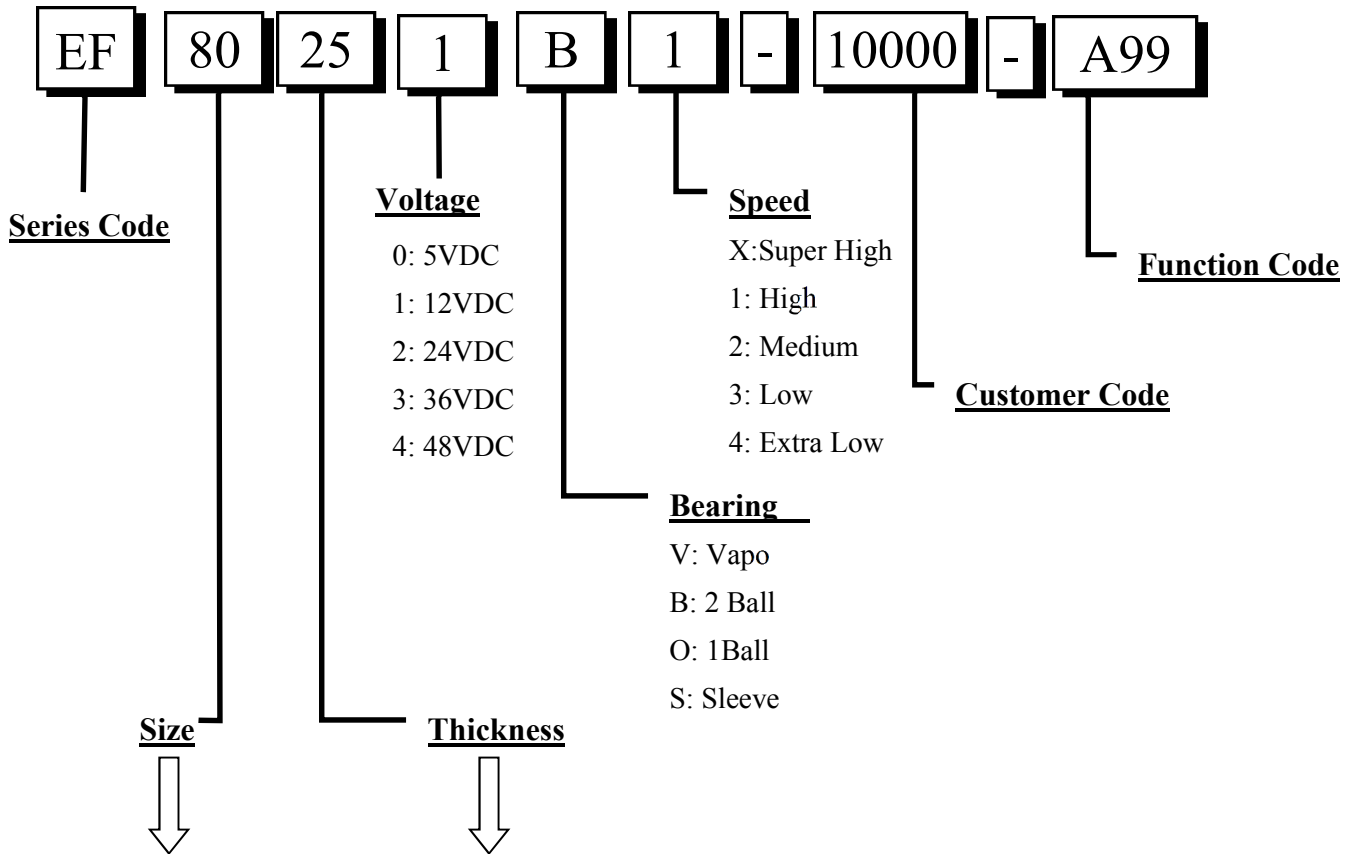 EF 80 25 1 B 1 - 10000 - A99
Series Code
Voltage
0: 5VDC
1: 12VDC
2: 24VDC
3: 36VDC
4: 48VDC
Speed
X:Super High
1: High
2: Medium
3: Low
4: Extra Low
Function Code
Customer Code
Bearing
V: Vapo
B: 2 Ball
O: 1Ball
S: Sleeve
Size
Thickness